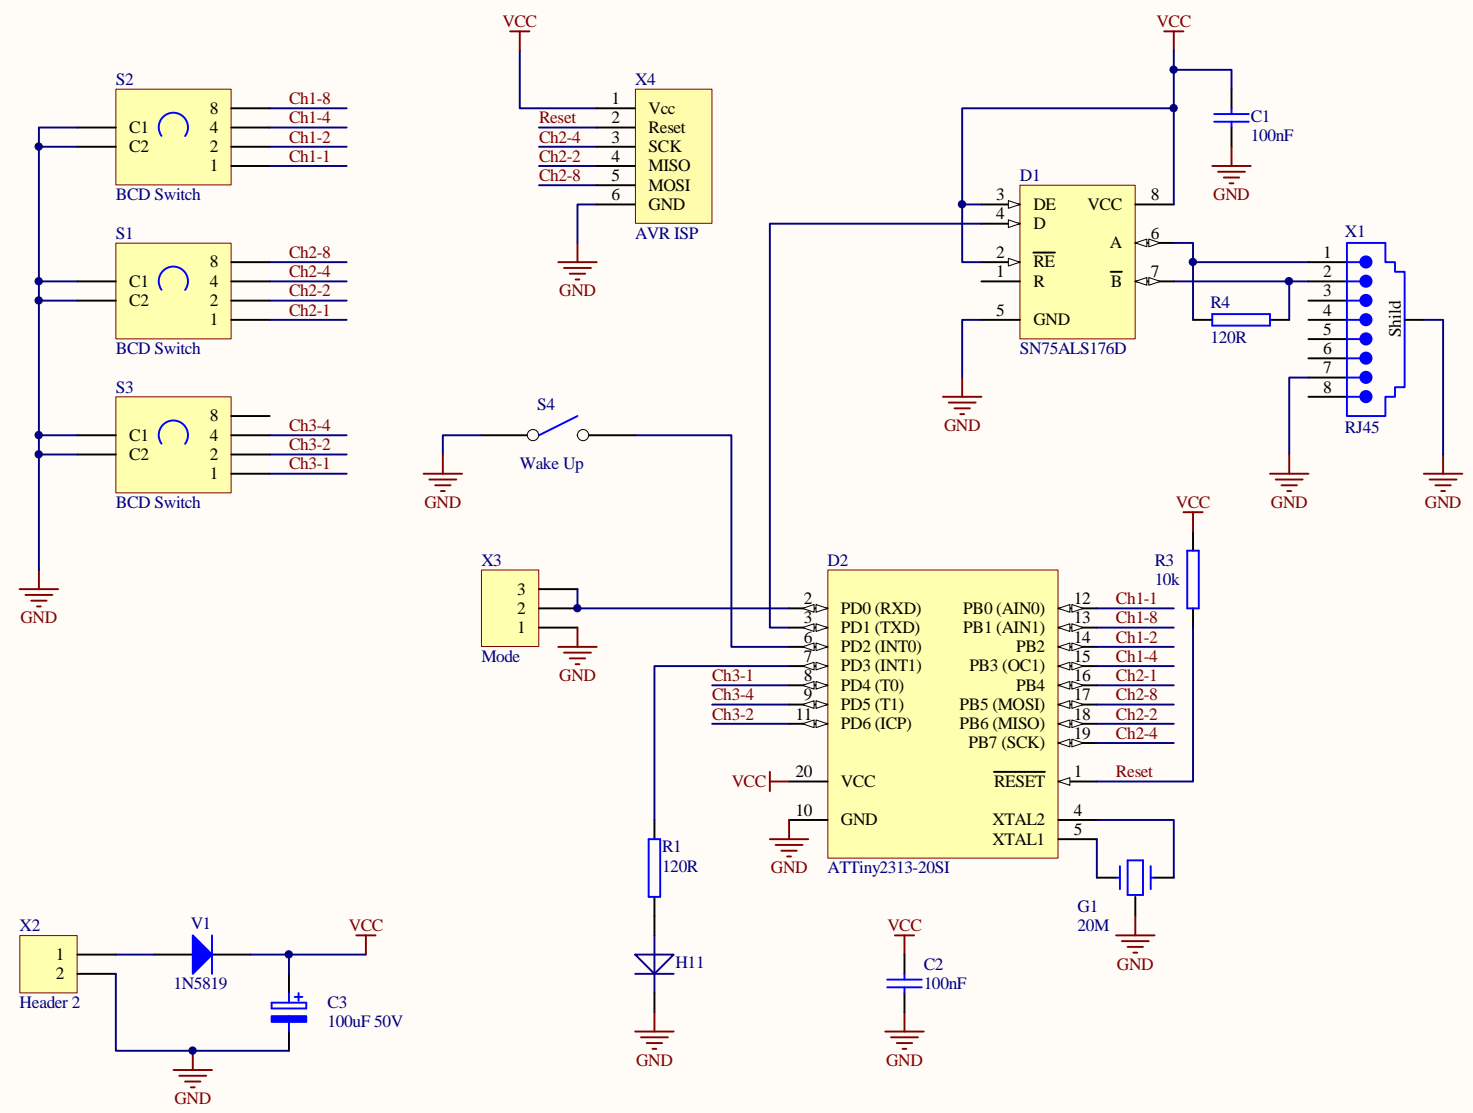 S2
C1
C2
8
4
2
1
Ch1-8
Ch1-4
Ch1-2
Ch1-1
BCD Switch
S1
C1
C2
8
4
2
1
Ch2-8
Ch2-4
Ch2-2
Ch2-1
BCD Switch
S3
C1
C2
8
4
2
1
Ch3-4
Ch3-2
Ch3-1
BCD Switch
GND
VCC
X4
1 Vcc
Reset 2 Reset
Ch2-4 3 SCK
Ch2-2 4 MISO
Ch2-8 5 MOSI
6 GND
AVR ISP
GND
VCC
C1
100nF
GND
D1
3 DE
4 D
2 RE
1 R
5 GND
VCC 8
A 6
B 7
SN75ALS176D
GND
R4
120R
X1
1
2
3
4
5
6
7
8
Shild
RJ45
GND
GND
S4
Wake Up
GND
X3
3
2
1
Mode
GND
D2
2 PD0 (RXD)
3 PD1 (TXD)
6 PD2 (INT0)
7 PD3 (INT1)
Ch3-1 8 PD4 (T0)
Ch3-4 9 PD5 (T1)
Ch3-2 11 PD6 (ICP)
VCC 20 VCC
10 GND
GND
PB0 (AIN0) 12 Ch1-1
PB1 (AIN1) 13 Ch1-8
PB2 14 Ch1-2
PB3 (OC1) 15 Ch1-4
PB4 16 Ch2-1
PB5 (MOSI) 17 Ch2-8
PB6 (MISO) 18 Ch2-2
PB7 (SCK) 19 Ch2-4
RESET 1 Reset
XTAL2 4
XTAL1 5
ATTiny2313-20SI
VCC
R3
10k
G1
20M
GND
R1
120R
H11
GND
X2
1
2
Header 2
V1
1N5819
VCC
+
C3
100uF 50V
GND
VCC
C2
100nF
GND